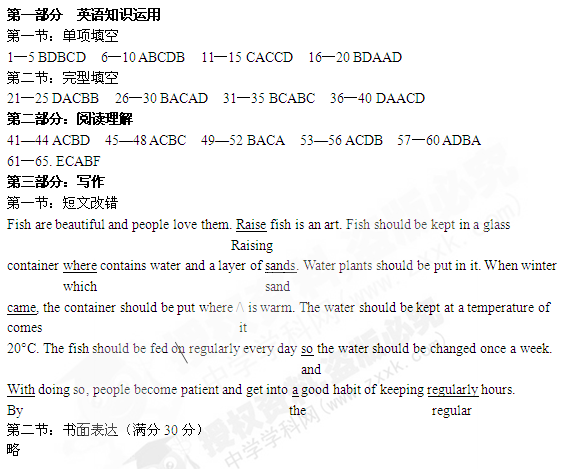 第一部分 英语知识运用
第一节：单项填空
1—5 BDBCD 6—10 ABCDB 11—15 CACCD 16—20 BDAAD
第二节：完型填空
21—25 DACBB 26—30 BACAD 31—35 BCABC 36—40 DAACD
第二部分：阅读理解
41—44 ACBD 45—48 ACBC 49—52 BACA 53—56 ACDB 57—60 ADBA
61—65. ECABF
第三部分：写作
第一节：短文改错
Fish are beautiful and people love them. Raise fish is an art. Fish should be kept in a glass
Raising
container where contains water and a layer of sands. Water plants should be put in it. When winter
which sand
came, the container should be put where /\ is warm. The water should be kept at a temperature of
comes it
20°C. The fish should be fed on regularly every day so the water should be changed once a week.
and
With doing so, people become patient and get into a good habit of keeping regularly hours.
By the regular
第二节：书面表达（满分 30 分）
略